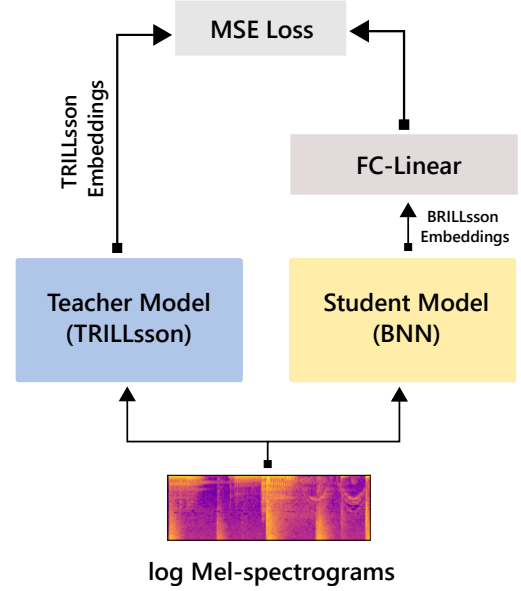 MSE Loss
TRILLsson
Embeddings
FC-Linear
BRILLsson
Embeddings
Teacher Model
(TRILLsson)
Student Model
(BNN)
log Mel-spectrograms